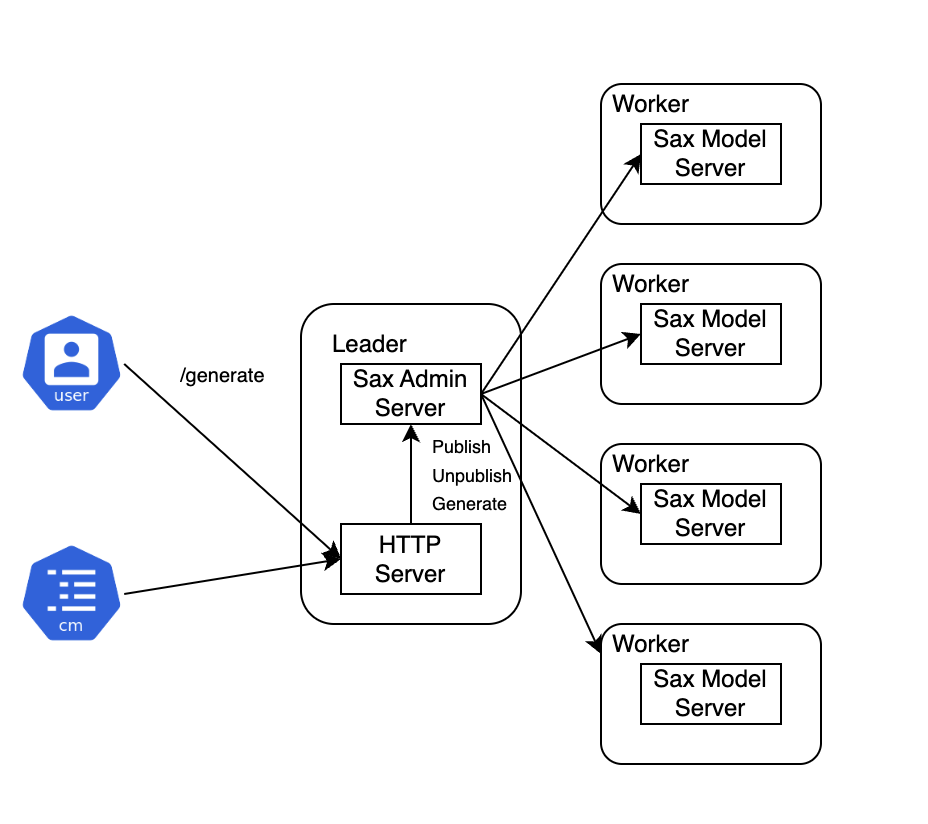 user
/generate
cm
Leader
Sax Admin
Server
Publish
Unpublish
Generate
HTTP
Server
Worker
Sax Model
Server
Worker
Sax Model
Server
Worker
Sax Model
Server
Worker
Sax Model
Server